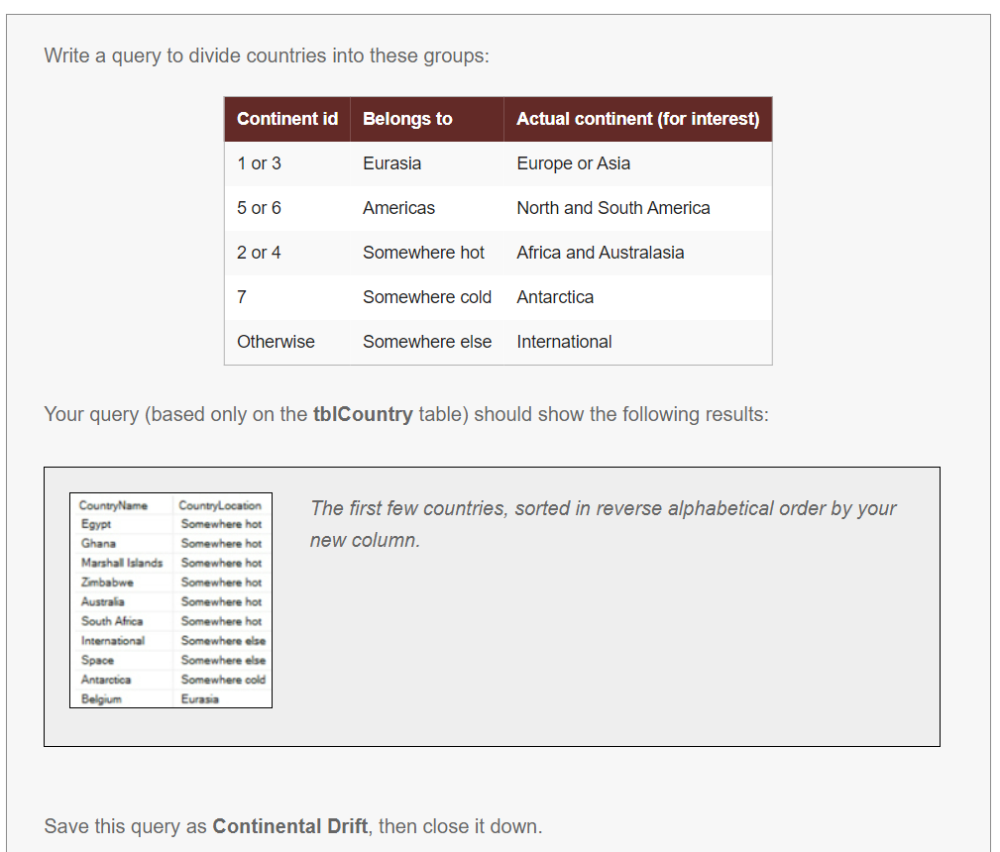 Write a query to divide countries into these groups:
Continent id Belongs to Actual continent (for interest)
1 or 3 Eurasia Europe or Asia
5 or 6 Americas North and South America
2 or 4 Somewhere hot Africa and Australasia
7 Somewhere cold Antarctica
Otherwise Somewhere else International
Your query (based only on the tblCountry table) should show the following results:
CountryName CountryLocation
Egypt Somewhere hot
Ghana Somewhere hot
Marshall Islands Somewhere hot
Zimbabwe Somewhere hot
Australia Somewhere hot
South Africa Somewhere hot
International Somewhere else
Space Somewhere else
Antarctica Somewhere cold
Belgium Eurasia
The first few countries, sorted in reverse alphabetical order by your
new column.
Save this query as Continental Drift, then close it down.